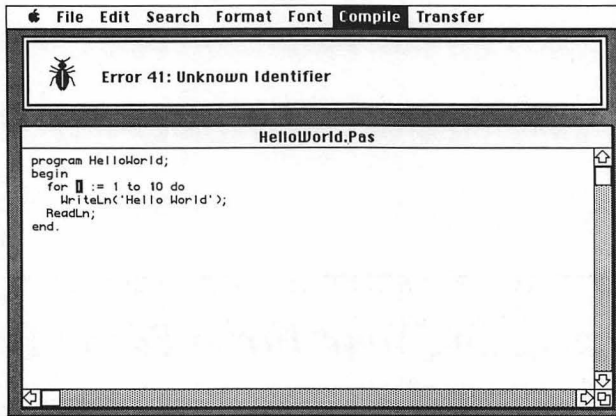 File Edit Search Format Font Compile Transfer
Error 41: Unknown Identifier
HelloWorld.Pas
program HelloWorld;
begin
for I := 1 to 10 do
WriteLn('Hello World');
ReadLn;
end.